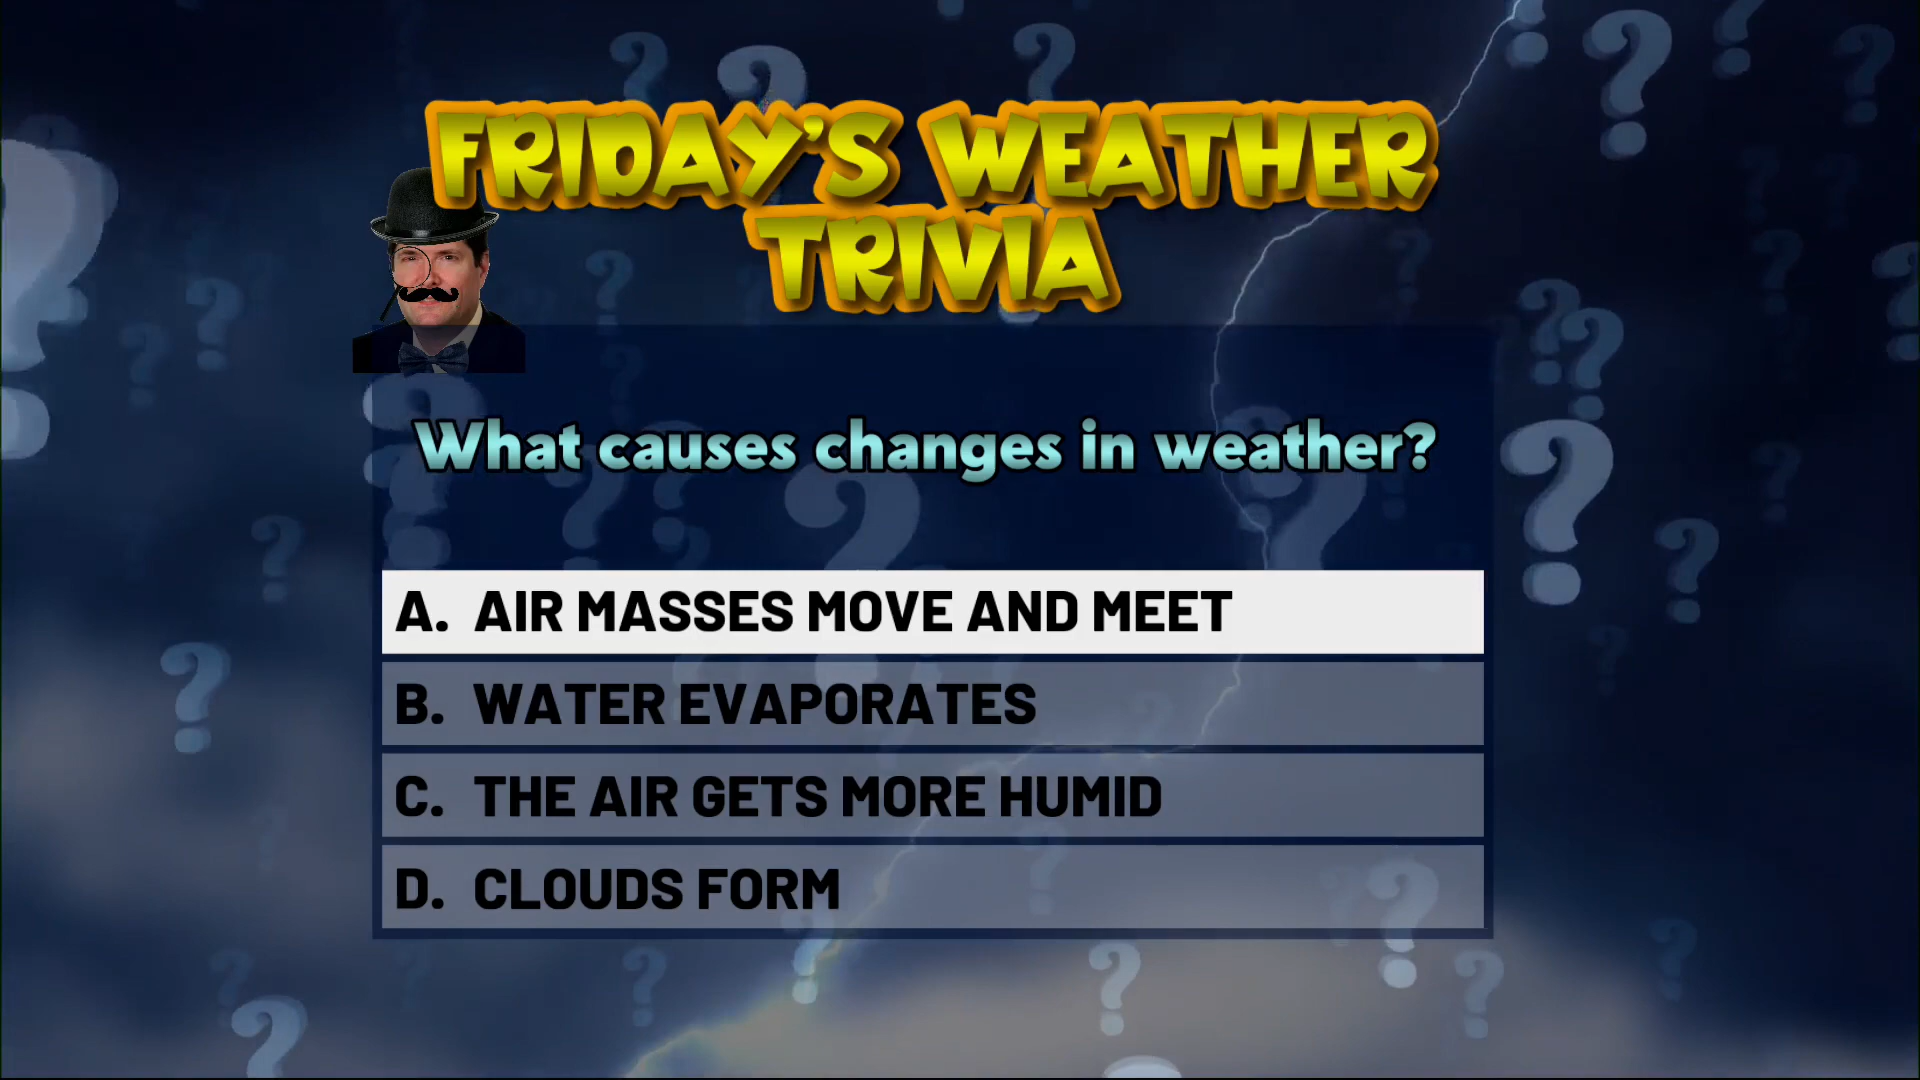 FRIDAY'S WEATHER
TRIVIA
What causes changes in weather?
A. AIR MASSES MOVE AND MEET
B. WATER EVAPORATES
C. THE AIR GETS MORE HUMID
D. CLOUDS FORM